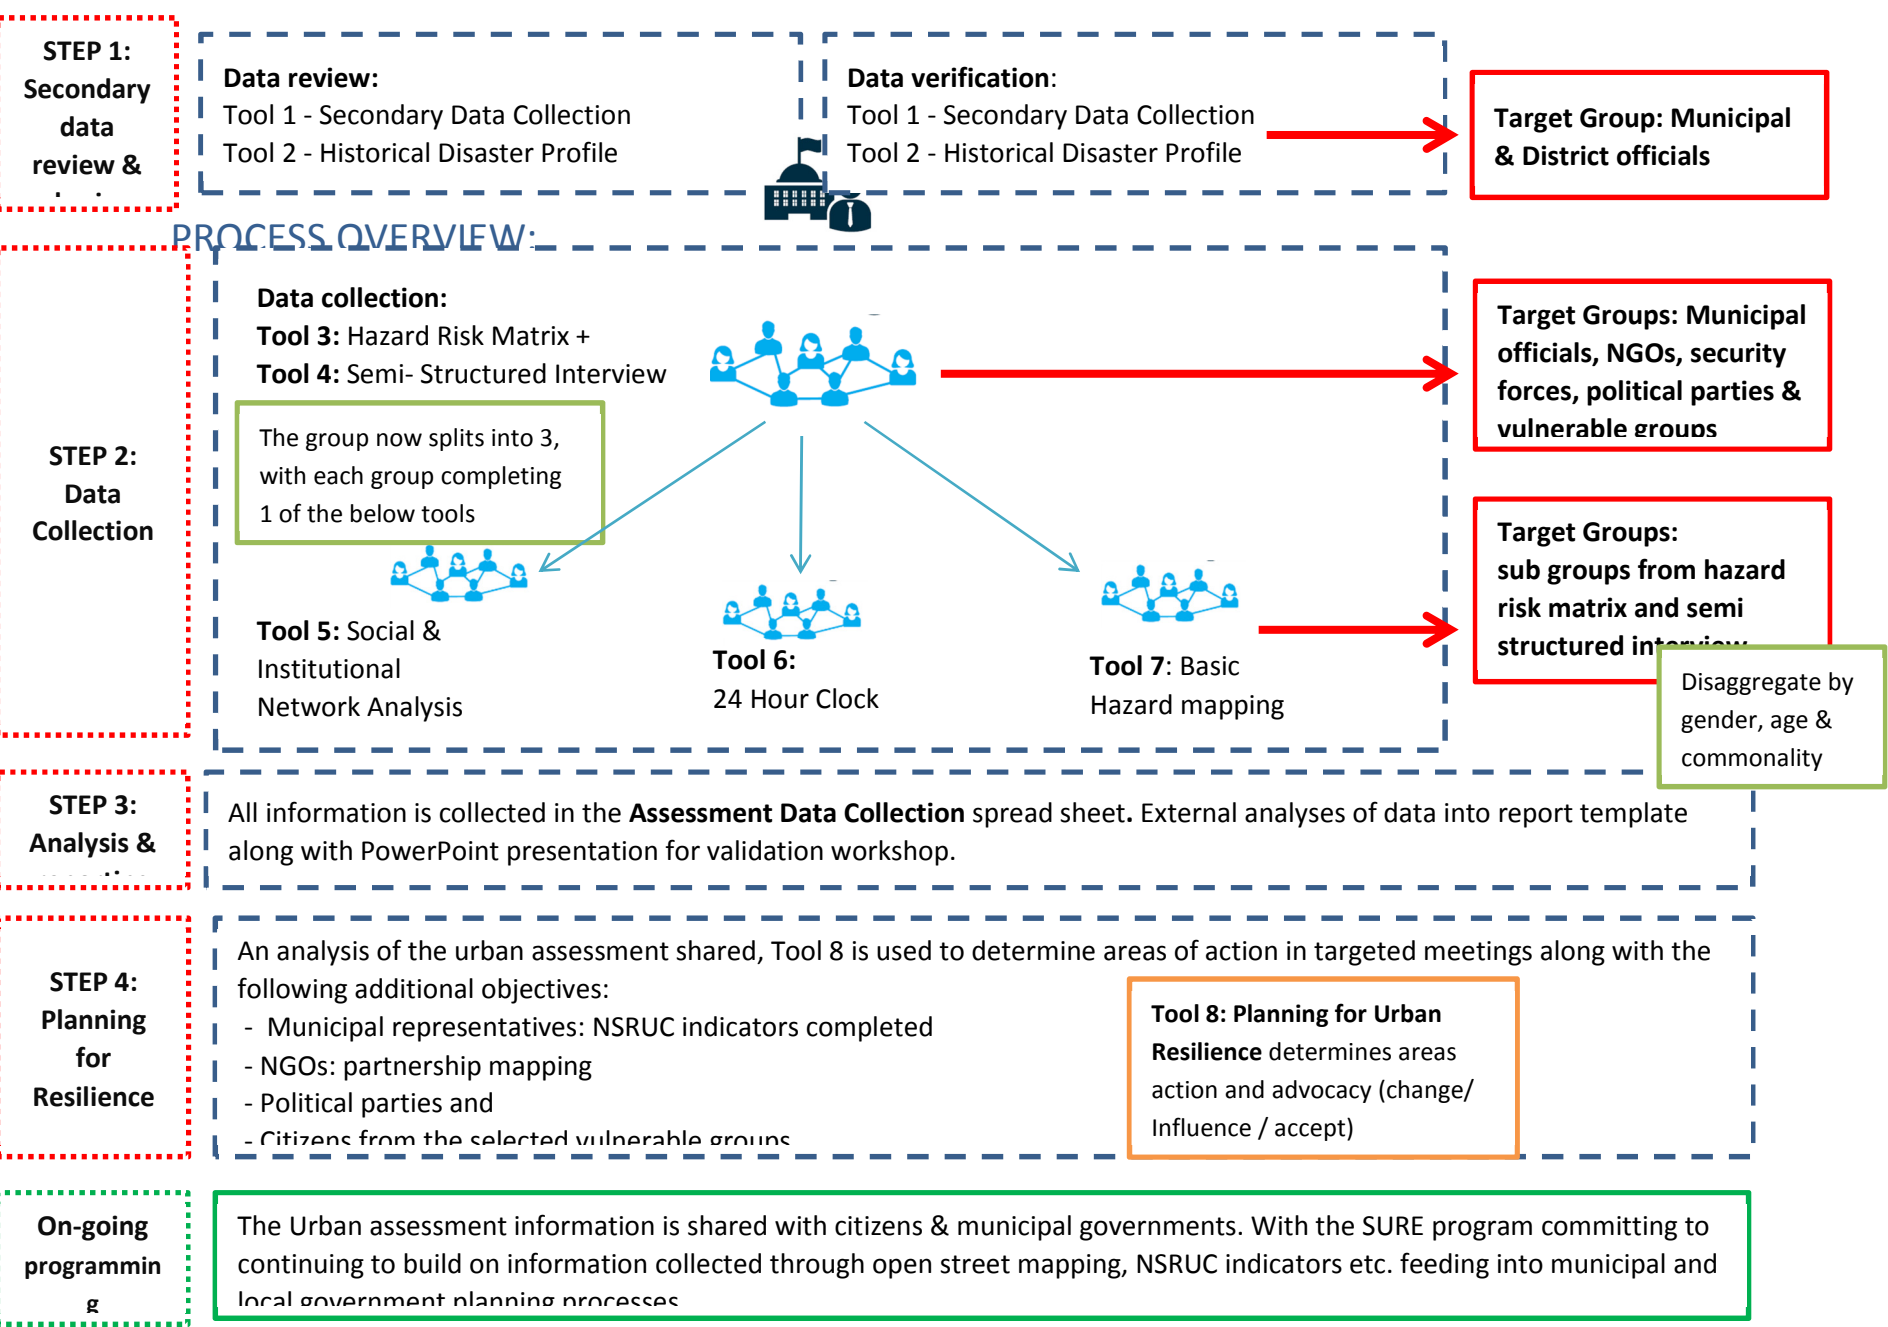 STEP 1:
Secondary
data
review &
Data review:
Tool 1 - Secondary Data Collection
Tool 2 - Historical Disaster Profile
Data verification:
Tool 1 - Secondary Data Collection
Tool 2 - Historical Disaster Profile
Target Group: Municipal
& District officials
PROCESS OVERVIEW:
STEP 2:
Data
Collection
Data collection:
Tool 3: Hazard Risk Matrix +
Tool 4: Semi- Structured Interview
The group now splits into 3,
with each group completing
1 of the below tools
Tool 5: Social &
Institutional
Network Analysis
Tool 6:
24 Hour Clock
Tool 7: Basic
Hazard mapping
Target Groups: Municipal
officials, NGOs, security
forces, political parties &
vulnerable groups
Target Groups:
sub groups from hazard
risk matrix and semi
structured interview
Disaggregate by
gender, age &
commonality
STEP 3:
Analysis &
All information is collected in the Assessment Data Collection spread sheet. External analyses of data into report template
along with PowerPoint presentation for validation workshop.
STEP 4:
Planning
for
Resilience
An analysis of the urban assessment shared, Tool 8 is used to determine areas of action in targeted meetings along with the
following additional objectives:
- Municipal representatives: NSRUC indicators completed
- NGOs: partnership mapping
- Political parties and
- Citizens from the selected vulnerable groups
Tool 8: Planning for Urban
Resilience determines areas
action and advocacy (change/
Influence / accept)
On-going
programmin
g
The Urban assessment information is shared with citizens & municipal governments. With the SURE program committing to
continuing to build on information collected through open street mapping, NSRUC indicators etc. feeding into municipal and
local government planning processes